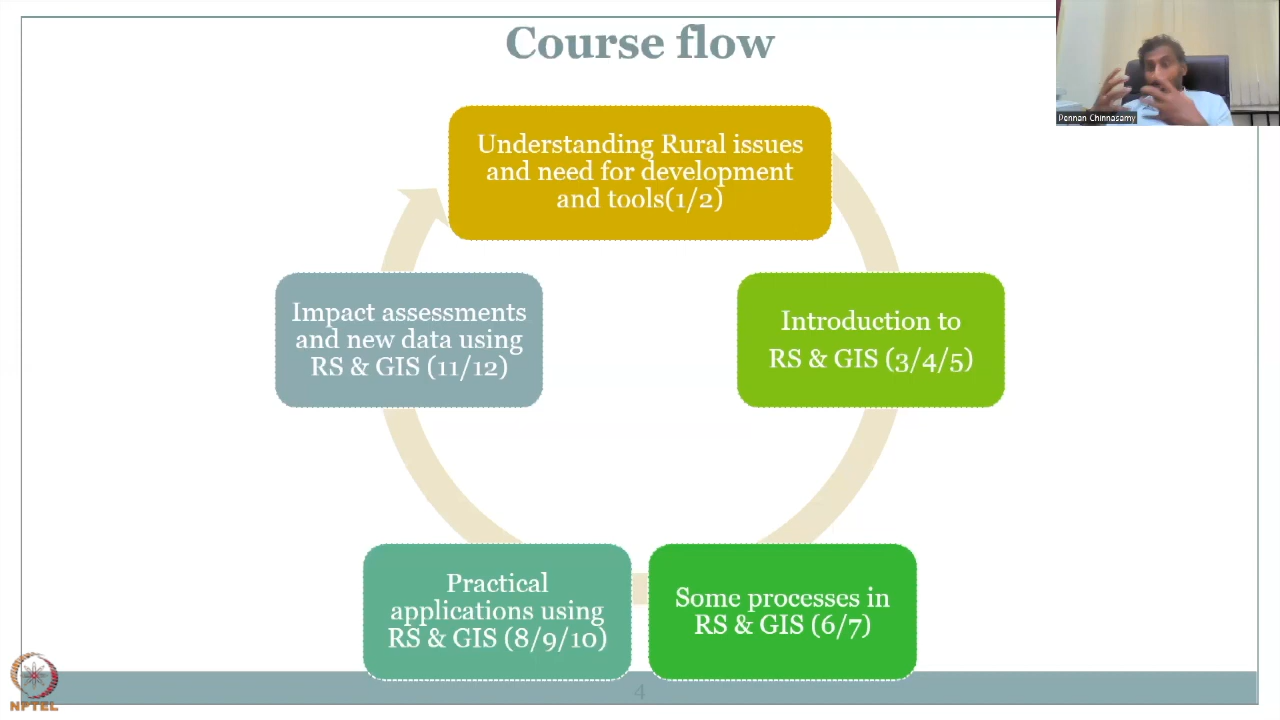 Course flow
Pennan Chinnasamy
Understanding Rural issues
and need for development
and tools(1/2)
Introduction to
RS & GIS (3/4/5)
Some processes in
RS & GIS (6/7)
Practical
applications using
RS & GIS (8/9/10)
Impact assessments
and new data using
RS & GIS (11/12)
4
NPTEL